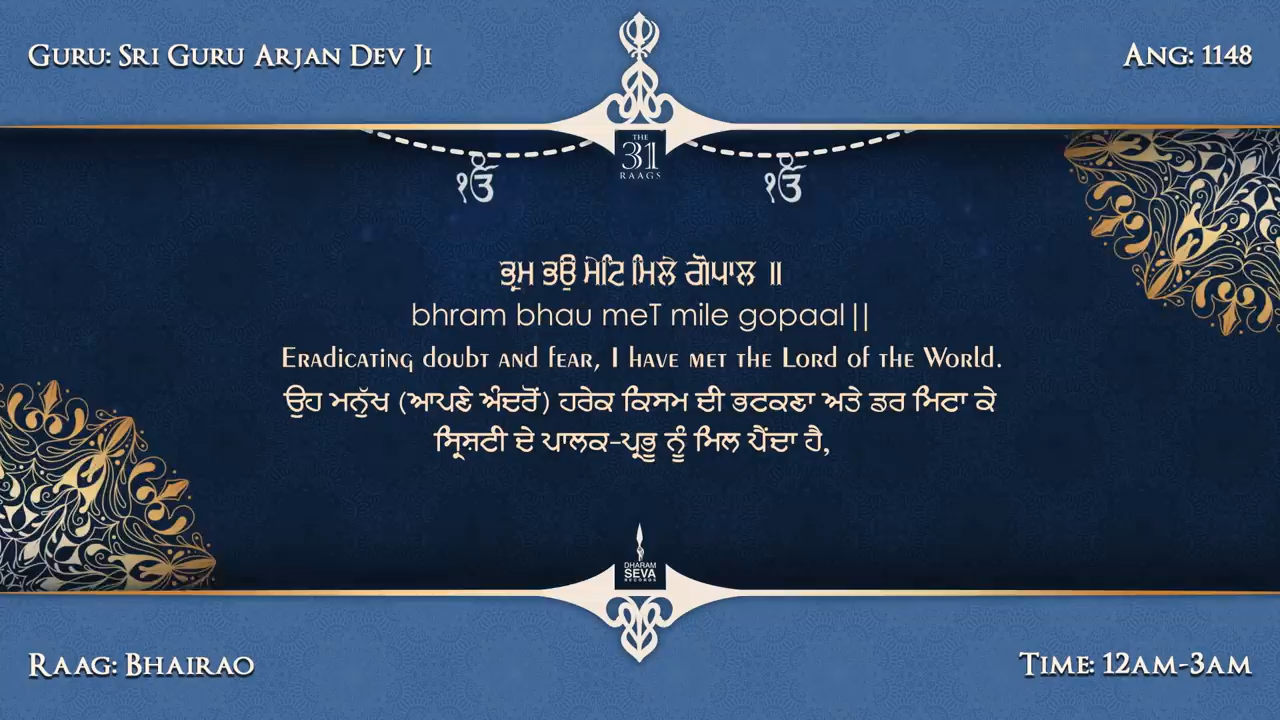 Guru: Sri Guru Arjan Dev Ji
Ang: 1148
THE
31
RAAGS
ੴ
ੴ
ਭ੍ਰਮ ਭਉ ਮੇਟਿ ਮਿਲੇ ਗੋਪਾਲ ॥
bhram bhau meT mile gopaal||
Eradicating doubt and fear, I have met the Lord of the World.
ਉਹ ਮਨੁੱਖ (ਆਪਣੇ ਅੰਦਰੋਂ) ਹਰੇਕ ਕਿਸਮ ਦੀ ਭਟਕਣਾ ਅਤੇ ਡਰ ਮਿਟਾ ਕੇ
ਸ੍ਰਿਸ਼ਟੀ ਦੇ ਪਾਲਕ-ਪ੍ਰਭੂ ਨੂੰ ਮਿਲ ਪੈਂਦਾ ਹੈ,
DHARAM
SEVA
RECORDS
Raag: Bhairao
Time: 12am-3am